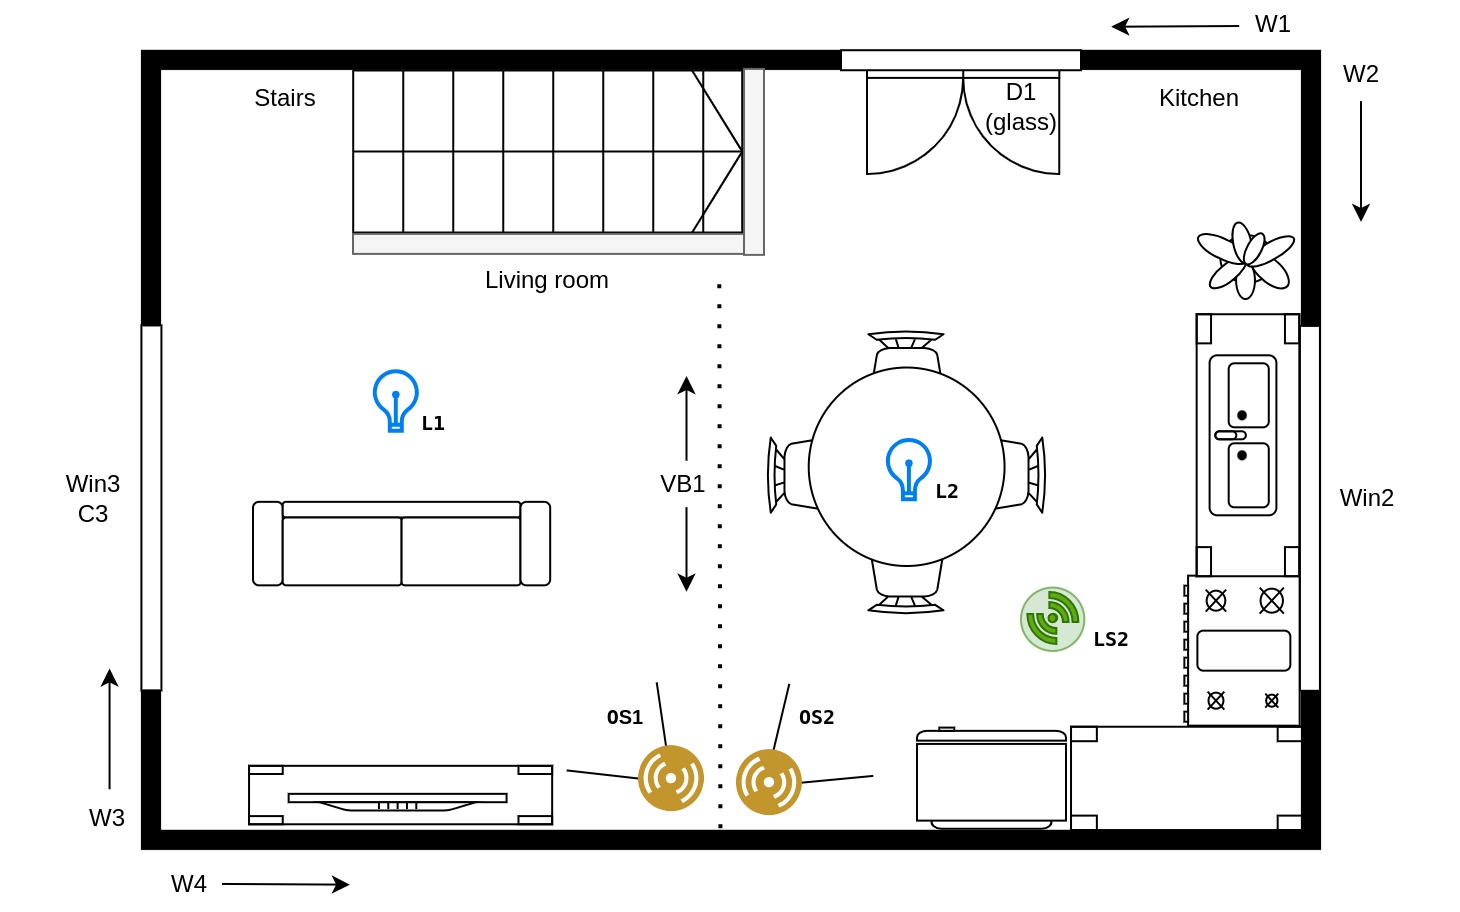 W1
W2
Stairs
D1
(glass)
Kitchen
Living room
L1
Win3
C3
VB1
L2
Win2
LS2
OS1
OS2
W3
W4